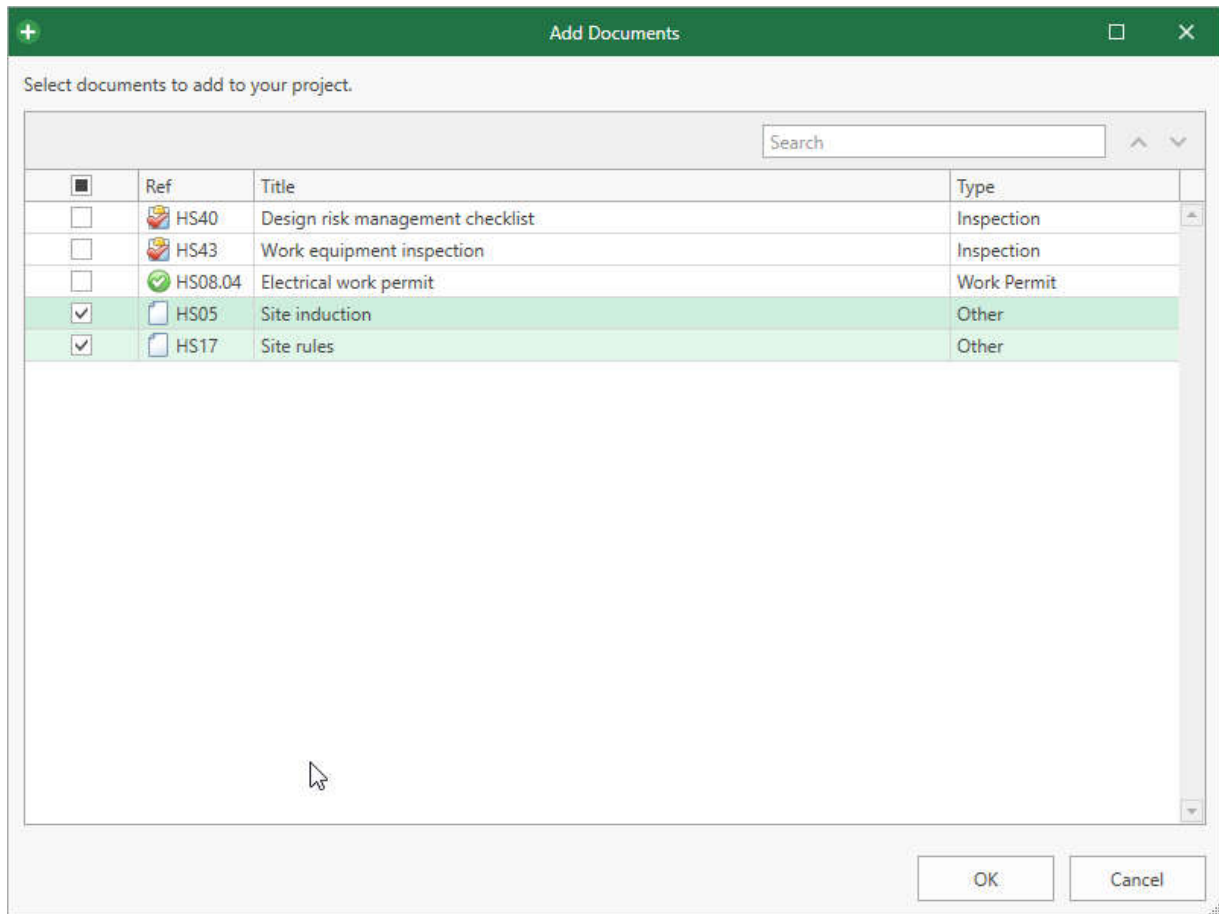 Add Documents
Select documents to add to your project.
Search
Ref Title Type
HS40 Design risk management checklist Inspection
HS43 Work equipment inspection Inspection
HS08.04 Electrical work permit Work Permit
HS05 Site induction Other
HS17 Site rules Other
OK Cancel